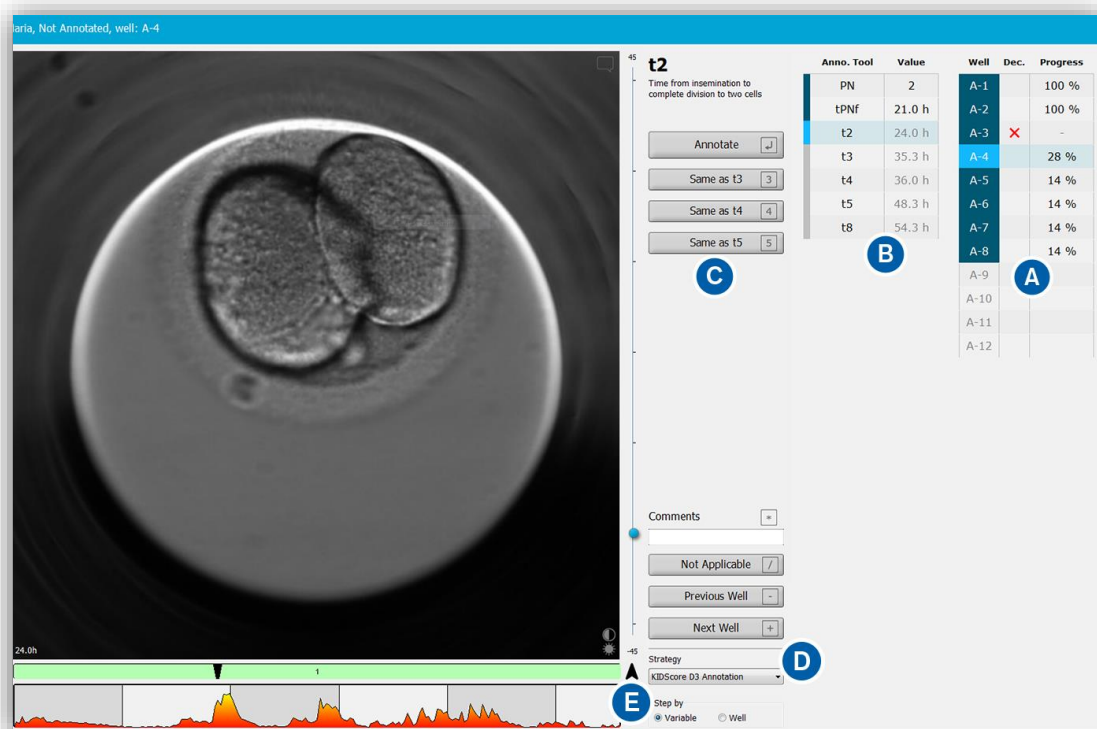 laria, Not Annotated, well: A-4
45
t2
Time from insemination to
complete division to two cells
Annotate
Same as t3 3
Same as t4 4
Same as t5 5
C
Anno. Tool Value
PN 2
tPNf 21.0 h
t2 24.0 h
t3 35.3 h
t4 36.0 h
t5 48.3 h
t8 54.3 h
B
Well Dec. Progress
A-1 100 %
A-2 100 %
A-3 -
A-4 28 %
A-5 14 %
A-6 14 %
A-7 14 %
A-8 14 %
A-9
A-10
A-11
A-12
A
Comments *
Not Applicable /
Previous Well -
Next Well +
24.0h
-45
1
Strategy
KIDScore D3 Annotation
D
E
Step by
Variable Well